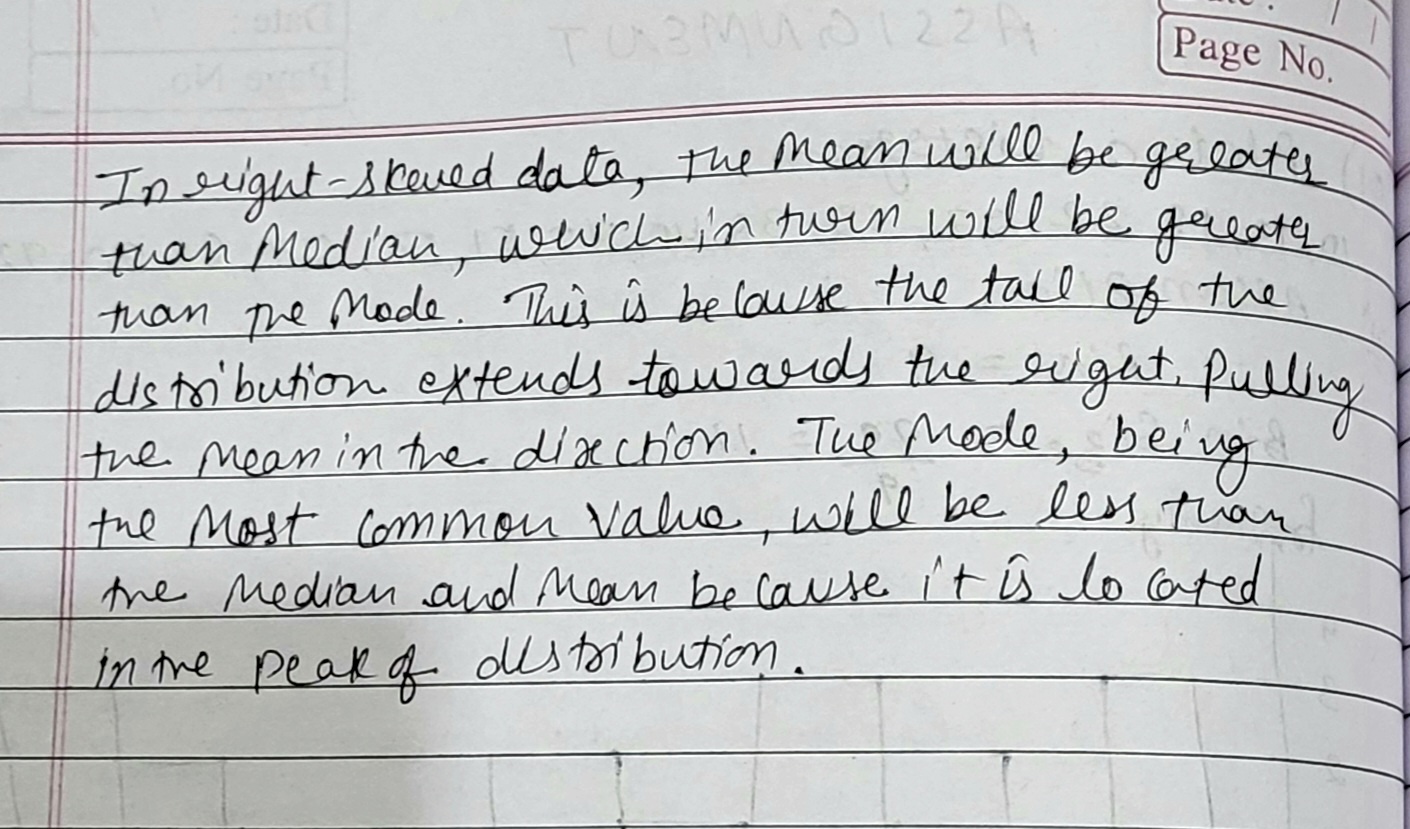 Page No.
In right-skewed data, the Mean will be greater
than Median, which in turn will be greater
than the Mode. This is because the tail of the
distribution extends towards the right, Pulling
the Mean in the direction. The Mode, being
the Most Common Value, will be less than
the Median and Mean because it is located
in the Peak of distribution.